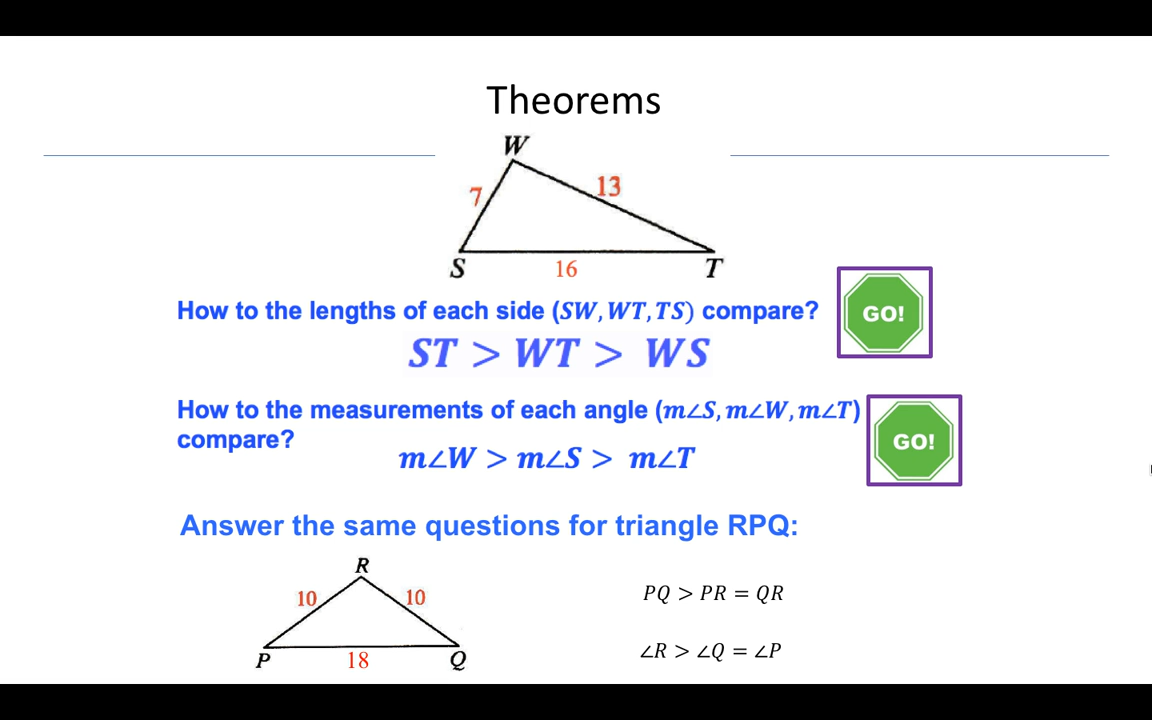 Theorems
W
7
13
S
16
T
How to the lengths of each side (SW, WT, TS) compare?
GO!
ST > WT > WS
How to the measurements of each angle (m∠S, m∠W, m∠T)
compare?
GO!
m∠W > m∠S > m∠T
Answer the same questions for triangle RPQ:
R
10
10
PQ > PR = QR
P
18
Q
∠R > ∠Q = ∠P